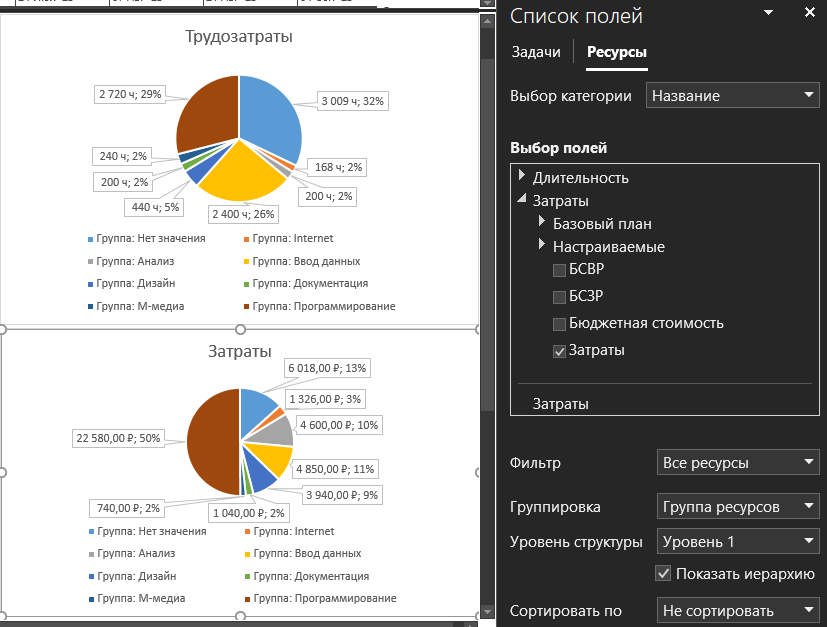 Трудозатраты
2 720 ч; 29%
3 009 ч; 32%
240 ч; 2%
168 ч; 2%
200 ч; 2%
200 ч; 2%
440 ч; 5%
2 400 ч; 26%
Группа: Нет значения
Группа: Internet
Группа: Анализ
Группа: Ввод данных
Группа: Дизайн
Группа: Документация
Группа: М-медиа
Группа: Программирование
Затраты
6 018,00 ₽; 13%
1 326,00 ₽; 3%
4 600,00 ₽; 10%
22 580,00 ₽; 50%
4 850,00 ₽; 11%
3 940,00 ₽; 9%
740,00 ₽; 2%
1 040,00 ₽; 2%
Группа: Нет значения
Группа: Internet
Группа: Анализ
Группа: Ввод данных
Группа: Дизайн
Группа: Документация
Группа: М-медиа
Группа: Программирование
Список полей
Задачи
Ресурсы
Выбор категории
Название
Выбор полей
Длительность
Затраты
Базовый план
Настраиваемые
БСВР
БСЗР
Бюджетная стоимость
Затраты
Затраты
Фильтр
Все ресурсы
Группировка
Группа ресурсов
Уровень структуры
Уровень 1
Показать иерархию
Сортировать по
Не сортировать